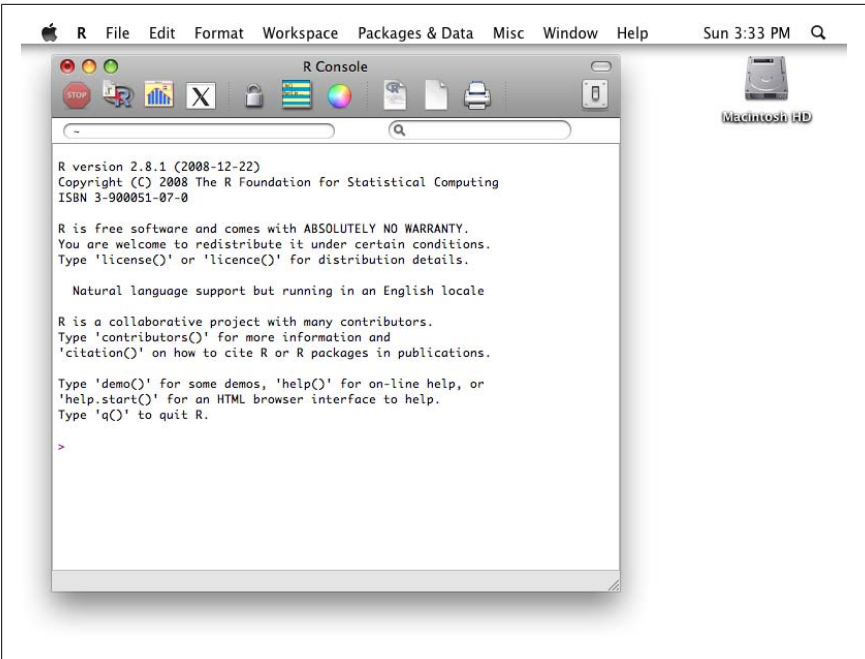 R File Edit Format Workspace Packages & Data Misc Window Help Sun 3:33 PM
R Console
STOP
R
X
Macintosh HD
~
R version 2.8.1 (2008-12-22)
Copyright (C) 2008 The R Foundation for Statistical Computing
ISBN 3-900051-07-0
R is free software and comes with ABSOLUTELY NO WARRANTY.
You are welcome to redistribute it under certain conditions.
Type 'license()' or 'licence()' for distribution details.
Natural language support but running in an English locale
R is a collaborative project with many contributors.
Type 'contributors()' for more information and
'citation()' on how to cite R or R packages in publications.
Type 'demo()' for some demos, 'help()' for on-line help, or
'help.start()' for an HTML browser interface to help.
Type 'q()' to quit R.
>